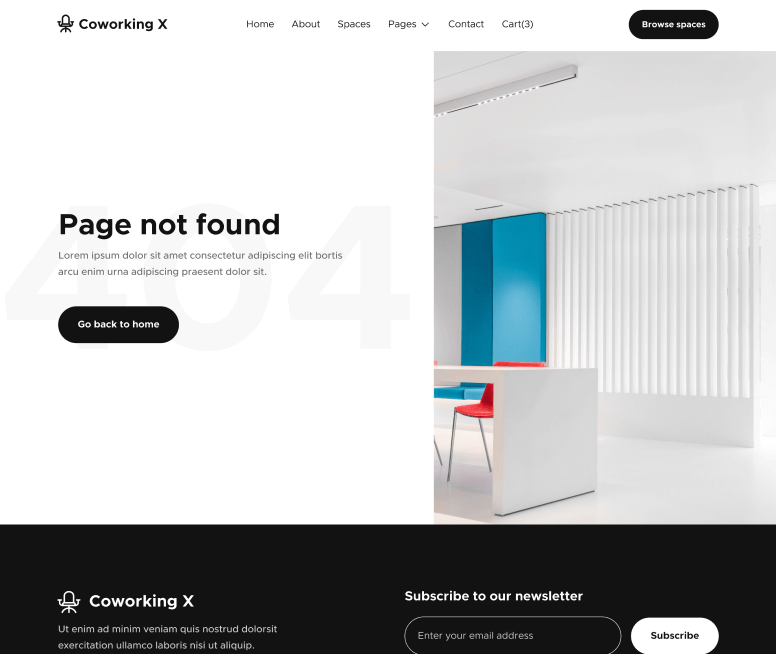 Coworking X
Home
About
Spaces
Pages
Contact
Cart(3)
Browse spaces
404
Page not found
Lorem ipsum dolor sit amet consectetur adipiscing elit bortis
arcu enim urna adipiscing praesent dolor sit.
Go back to home
Coworking X
Ut enim ad minim veniam quis nostrud dolorsit
exercitation ullamco laboris nisi ut aliquip.
Subscribe to our newsletter
Enter your email address
Subscribe